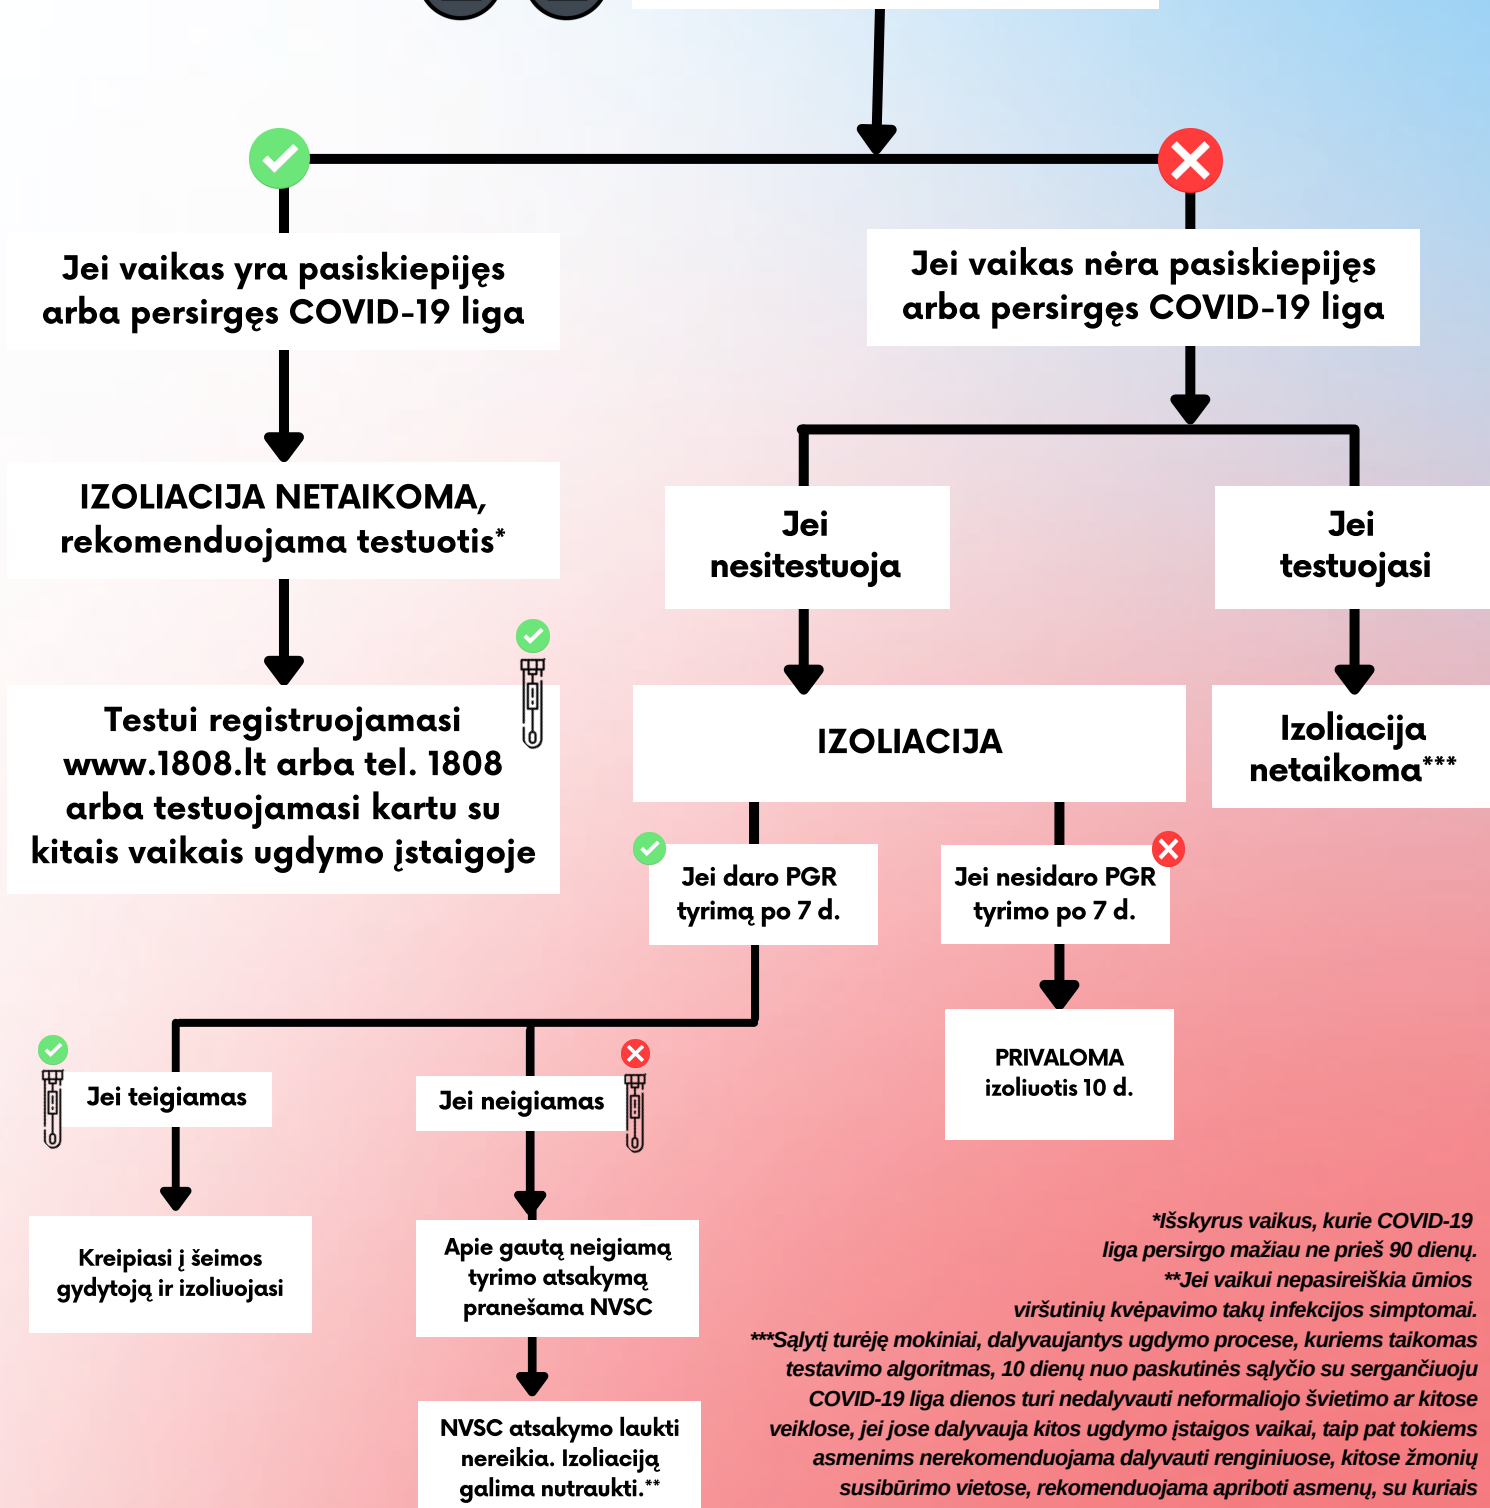 Jei vaikas yra pasiskiepijęs
arba persirgęs COVID-19 liga
Jei vaikas nėra pasiskiepijęs
arba persirgęs COVID-19 liga
IZOLIACIJA NETAIKOMA,
rekomenduojama testuotis*
Jei
nesitestuoja
Jei
testuojasi
Testui registruojamasi
www.1808.lt arba tel. 1808
arba testuojamasi kartu su
kitais vaikais ugdymo įstaigoje
IZOLIACIJA
Izoliacija
netaikoma***
Jei daro PGR
tyrimą po 7 d.
Jei nesidaro PGR
tyrimo po 7 d.
PRIVALOMA
izoliuotis 10 d.
Jei teigiamas
Jei neigiamas
Kreipiasi į šeimos
gydytoją ir izoliuojasi
Apie gautą neigiamą
tyrimo atsakymą
pranešama NVSC
NVSC atsakymo laukti
nereikia. Izoliaciją
galima nutraukti.**
*Išskyrus vaikus, kurie COVID-19
liga persirgo mažiau ne prieš 90 dienų.
**Jei vaikui nepasireiškia ūmios
viršutinių kvėpavimo takų infekcijos simptomai.
***Sąlytį turėję mokiniai, dalyvaujantys ugdymo procese, kuriems taikomas
testavimo algoritmas, 10 dienų nuo paskutinės sąlyčio su sergančiuoju
COVID-19 liga dienos turi nedalyvauti neformaliojo švietimo ar kitose
veiklose, jei jose dalyvauja kitos ugdymo įstaigos vaikai, taip pat tokiems
asmenims nerekomenduojama dalyvauti renginiuose, kitose žmonių
susibūrimo vietose, rekomenduojama apriboti asmenų, su kuriais